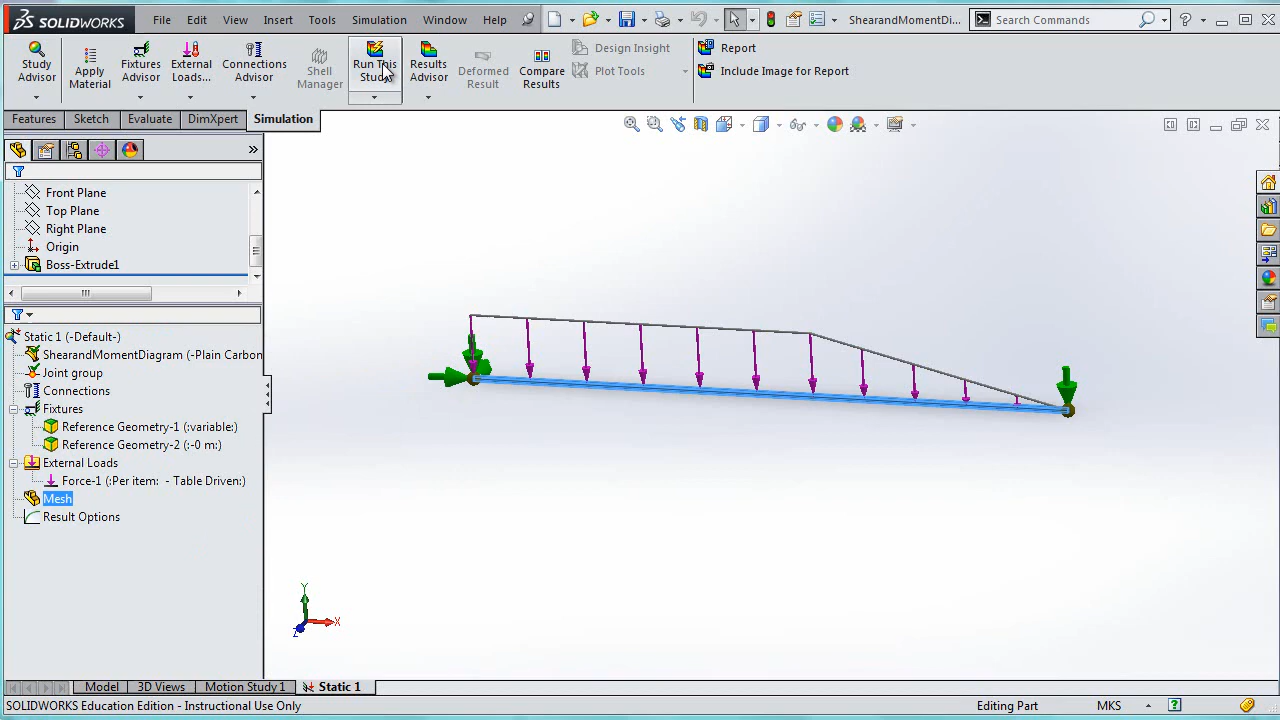 SOLIDWORKS File Edit View Insert Tools Simulation Help SheareandMomentDi... Search Commands
Study Advisor
Apply Material
Fixtures Advisor
External Loads...
Connections Advisor
Shell Manager
Run This Study
Results Advisor
Deformed Result
Compare Results
Design Insight
Plot Tools
Report
Include Image for Report
Features Sketch Evaluate DimXpert Simulation
Front Plane
Top Plane
Right Plane
Origin
Boss-Extrude1
Static 1 (-Default-)
ShearandMomentDiagram (-Plain Carbon
Joint group
Connections
Fixtures
Reference Geometry-1 (:variable:)
Reference Geometry-2 (:-0 m:)
External Loads
Force-1 (:Per item: - Table Driven:)
Mesh
Result Options
Y
X
Z
Model 3D Views Motion Study 1 Static 1
SOLIDWORKS Education Edition - Instructional Use Only Editing Part MKS